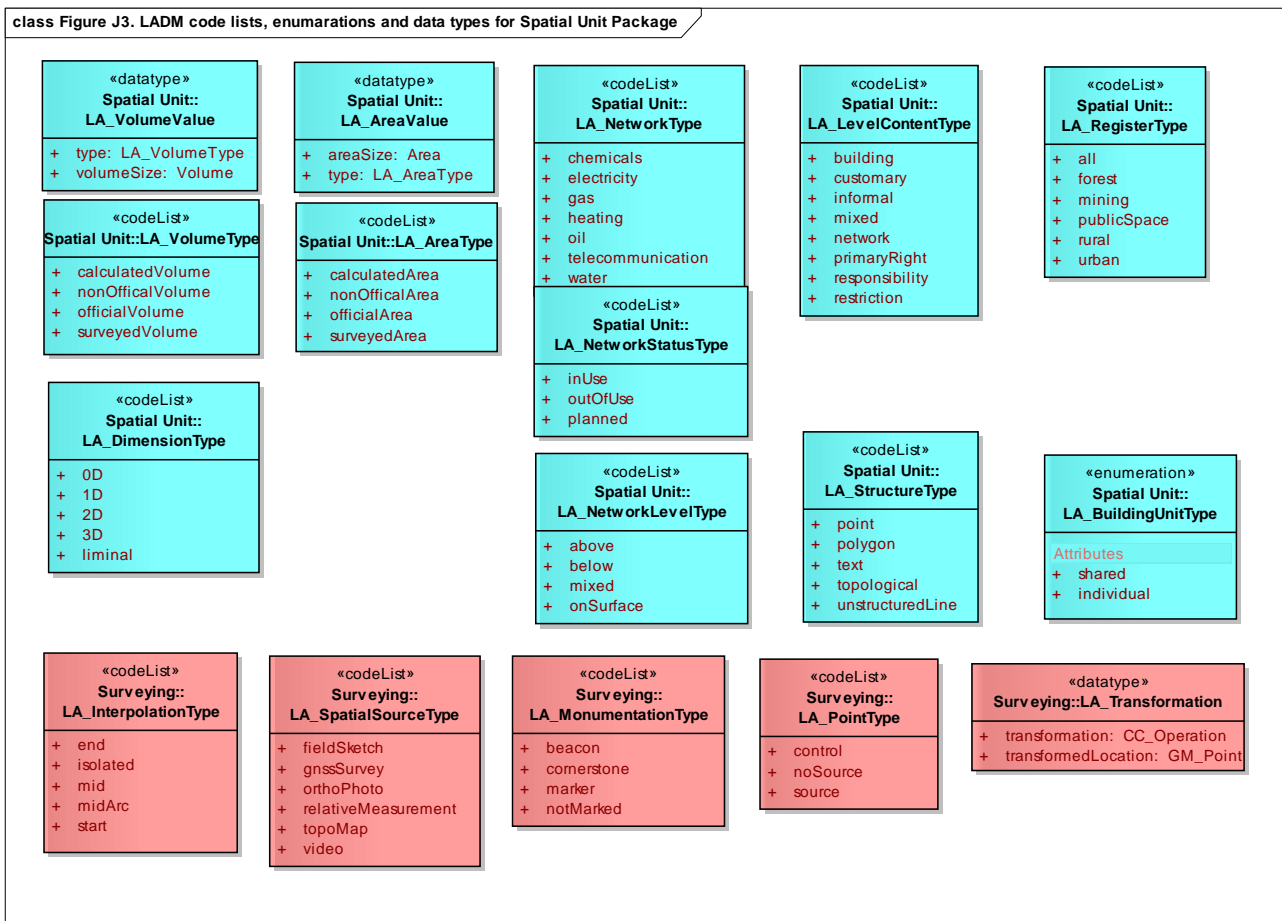 class Figure J3. LADM code lists, enumarations and data types for Spatial Unit Package
«datatype»
Spatial Unit::
LA_VolumeValue
+ type: LA_VolumeType
+ volumeSize: Volume
«datatype»
Spatial Unit::
LA_AreaValue
+ areaSize: Area
+ type: LA_AreaType
«codeList»
Spatial Unit::
LA_NetworkType
+ chemicals
+ electricity
+ gas
+ heating
+ oil
+ telecommunication
+ water
«codeList»
Spatial Unit::
LA_LevelContentType
+ building
+ customary
+ informal
+ mixed
+ network
+ primaryRight
+ responsibility
+ restriction
«codeList»
Spatial Unit::
LA_RegisterType
+ all
+ forest
+ mining
+ publicSpace
+ rural
+ urban
«codeList»
Spatial Unit::LA_VolumeType
+ calculatedVolume
+ nonOfficalVolume
+ officialVolume
+ surveyedVolume
«codeList»
Spatial Unit::LA_AreaType
+ calculatedArea
+ nonOfficalArea
+ officialArea
+ surveyedArea
«codeList»
Spatial Unit::
LA_NetworkStatusType
+ inUse
+ outOfUse
+ planned
«codeList»
Spatial Unit::
LA_DimensionType
+ 0D
+ 1D
+ 2D
+ 3D
+ liminal
«codeList»
Spatial Unit::
LA_NetworkLevelType
+ above
+ below
+ mixed
+ onSurface
«codeList»
Spatial Unit::
LA_StructureType
+ point
+ polygon
+ text
+ topological
+ unstructuredLine
«enumeration»
Spatial Unit::
LA_BuildingUnitType
Attributes
+ shared
+ individual
«codeList»
Surveying::
LA_InterpolationType
+ end
+ isolated
+ mid
+ midArc
+ start
«codeList»
Surveying::
LA_SpatialSourceType
+ fieldSketch
+ gnssSurvey
+ orthoPhoto
+ relativeMeasurement
+ topoMap
+ video
«codeList»
Surveying::
LA_MonumentationType
+ beacon
+ cornerstone
+ marker
+ notMarked
«codeList»
Surveying::
LA_PointType
+ control
+ noSource
+ source
«datatype»
Surveying::LA_Transformation
+ transformation: CC_Operation
+ transformedLocation: GM_Point